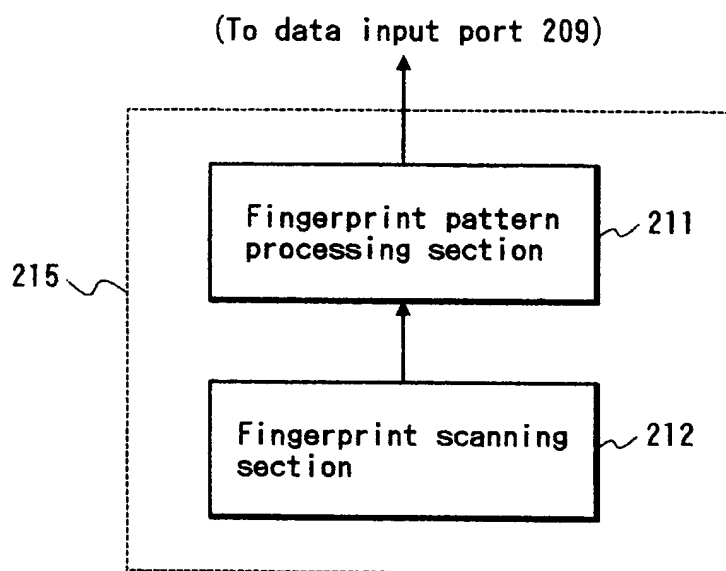 (To data input port 209)
Fingerprint pattern
processing section
211
215
Fingerprint scanning
section
212